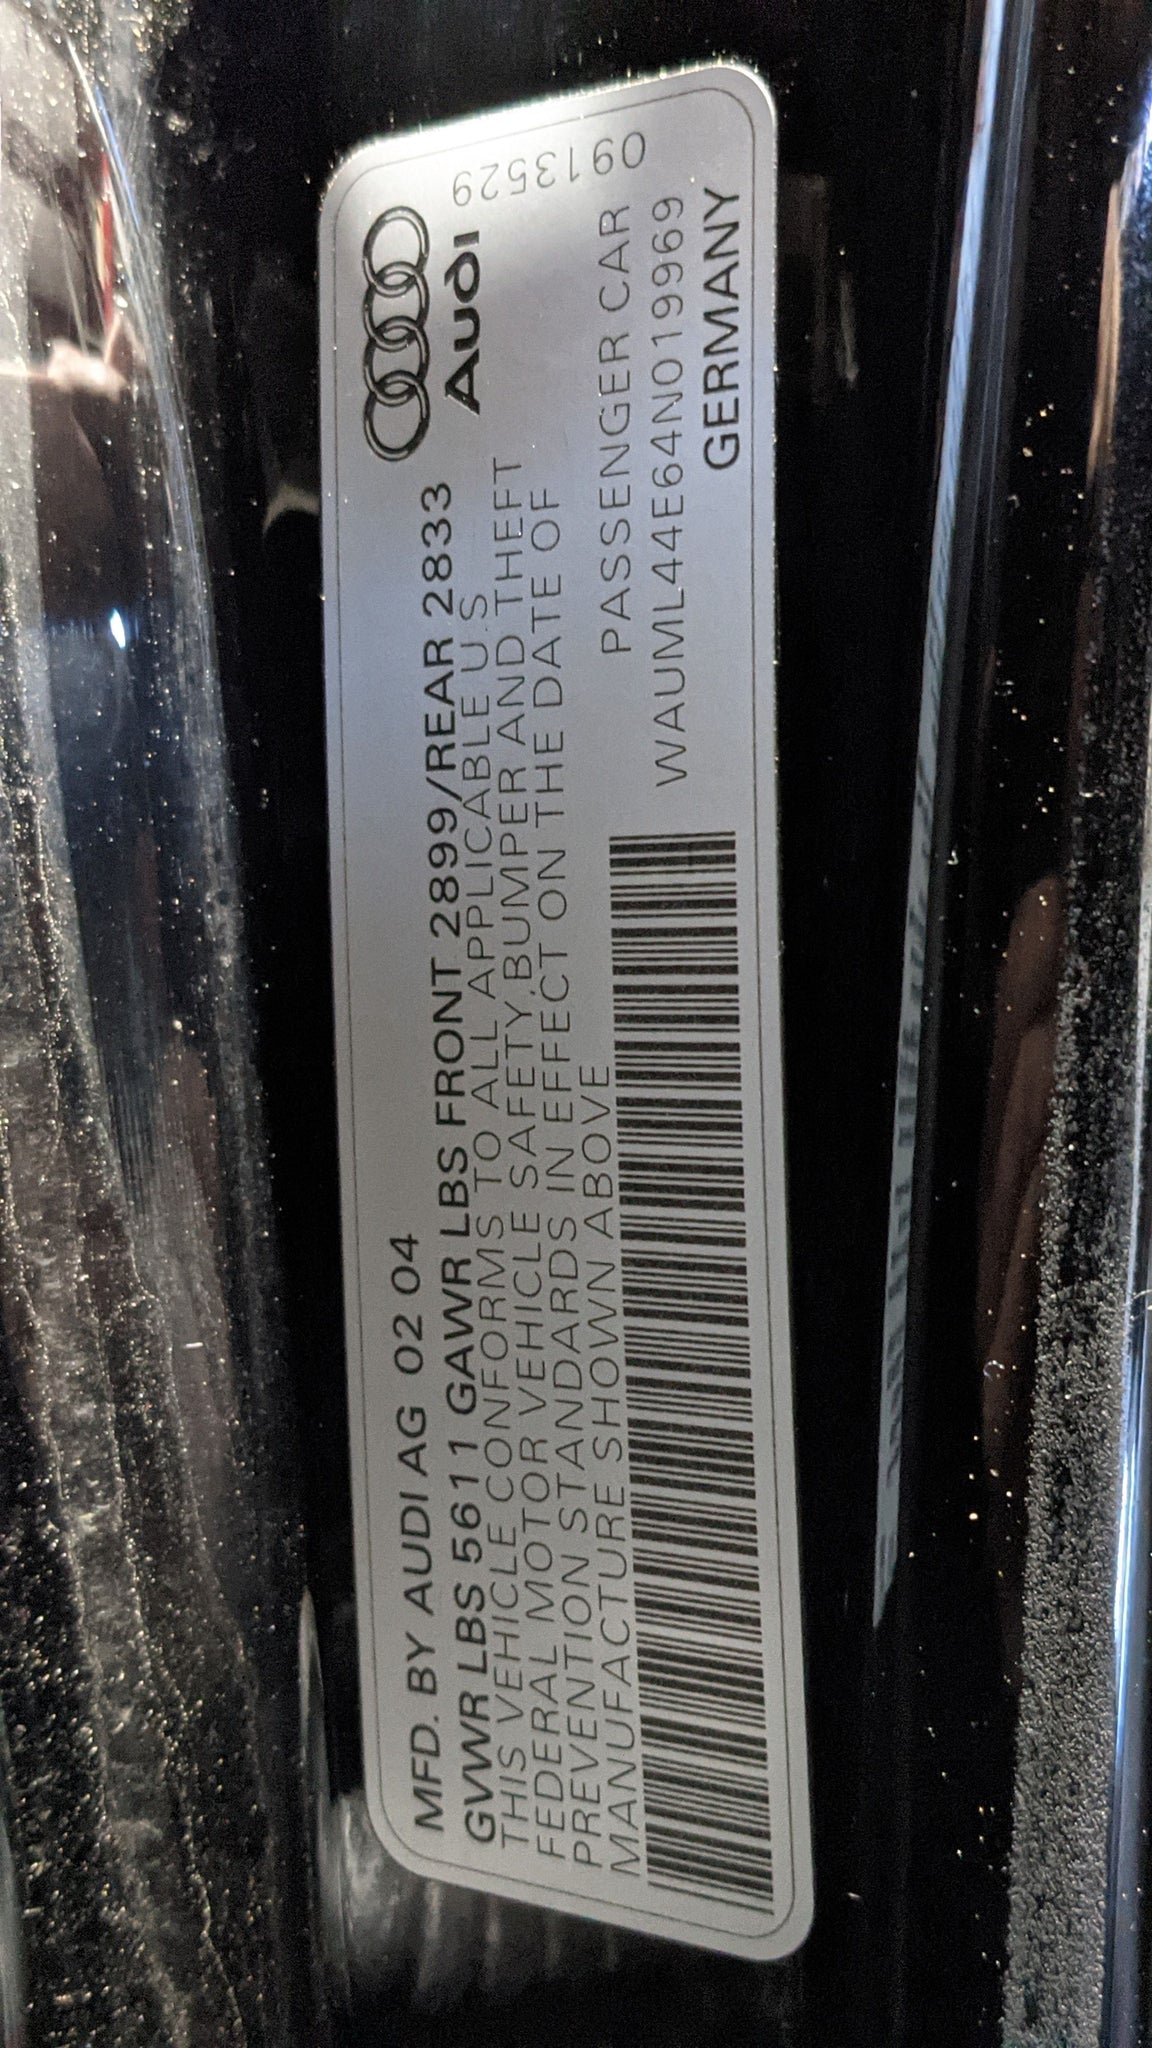 MFD. BY AUDI AG 02 04
GVWR LBS 5611 GAWR LBS FRONT 2899/REAR 2833
THIS VEHICLE CONFORMS TO ALL APPLICABLE U.S
FEDERAL MOTOR VEHICLE SAFETY,BUMPER AND THEFT
PREVENTION STANDARDS IN EFFECT ON THE DATE OF
MANUFACTURE SHOWN ABOVE
AUDI
0913529
PASSENGER CAR
WAUML44E64N019969
GERMANY